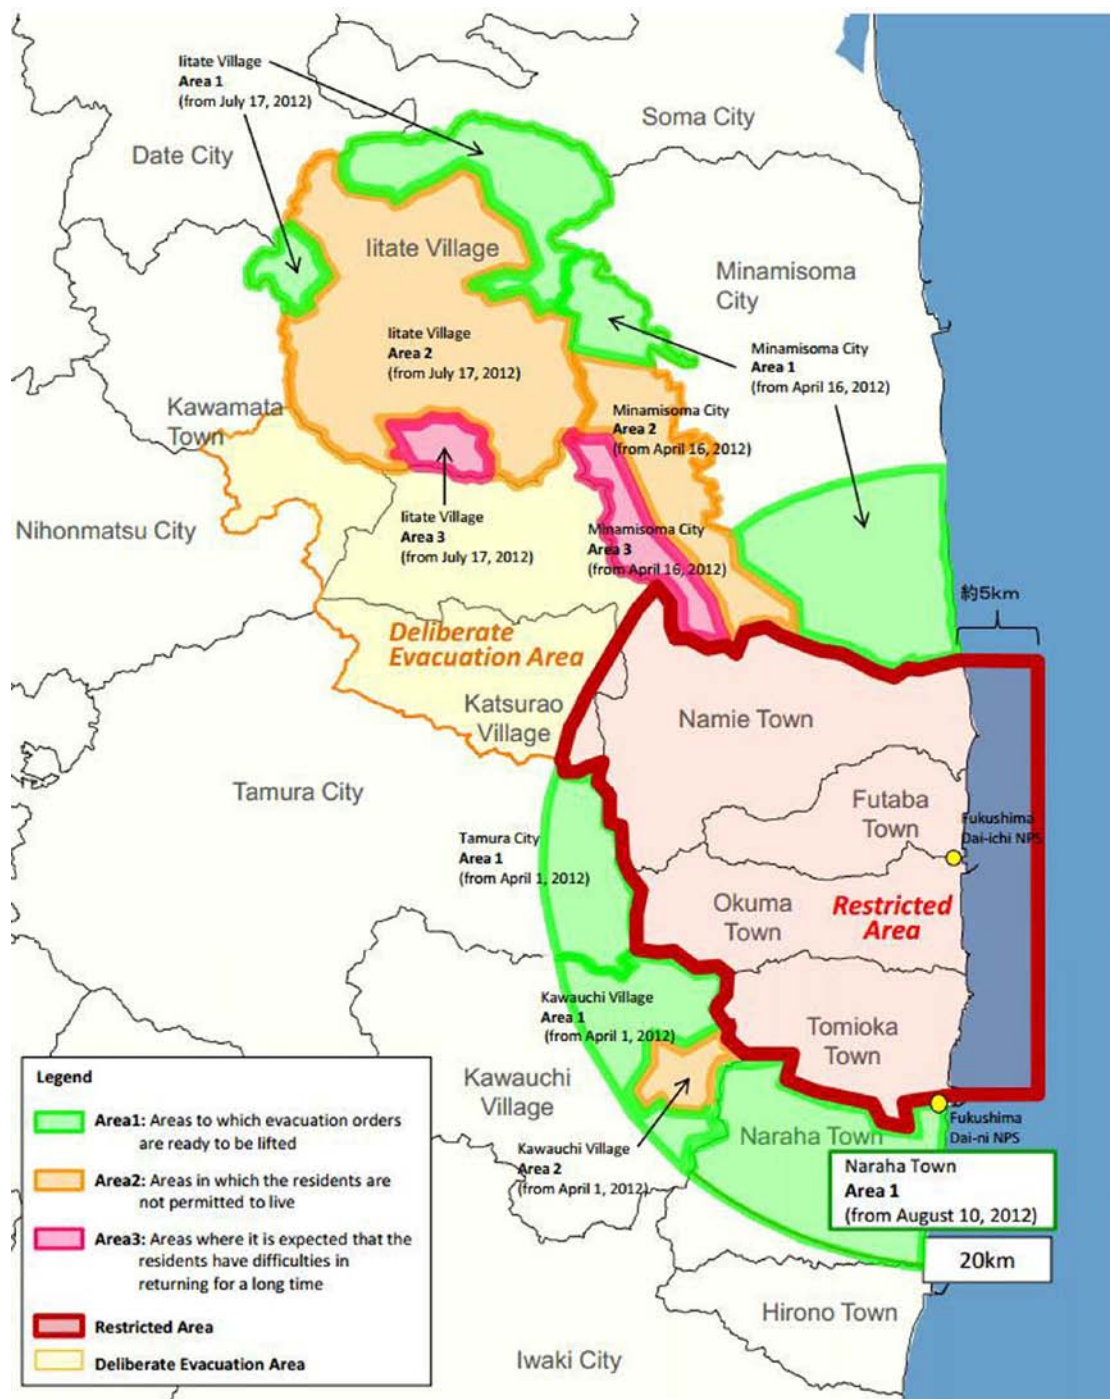 Iitate Village
Area 1
(from July 17, 2012)
Soma City
Date City
Iitate Village
Minamisoma
City
Iitate Village
Area 2
(from July 17, 2012)
Minamisoma City
Area 1
(from April 16, 2012)
Kawamata
Town
Minamisoma City
Area 2
(from April 16, 2012)
Nihonmatsu City
Iitate Village
Area 3
(from July 17, 2012)
Minamisoma City
Area 3
(from April 16, 2012)
約5km
Deliberate
Evacuation Area
Katsurao
Village
Namie Town
Tamura City
Futaba
Town
Fukushima
Dai-ichi NPS
Tamura City
Area 1
(from April 1, 2012)
Okuma
Town
Restricted
Area
Kawauchi Village
Area 1
(from April 1, 2012)
Tomioka
Town
Kawauchi
Village
Fukushima
Dai-ni NPS
Naraha Town
Kawauchi Village
Area 2
(from April 1, 2012)
Naraha Town
Area 1
(from August 10, 2012)
20km
Hirono Town
Iwaki City
Legend
Area1: Areas to which evacuation orders
are ready to be lifted
Area2: Areas in which the residents are
not permitted to live
Area3: Areas where it is expected that the
residents have difficulties in
returning for a long time
Restricted Area
Deliberate Evacuation Area